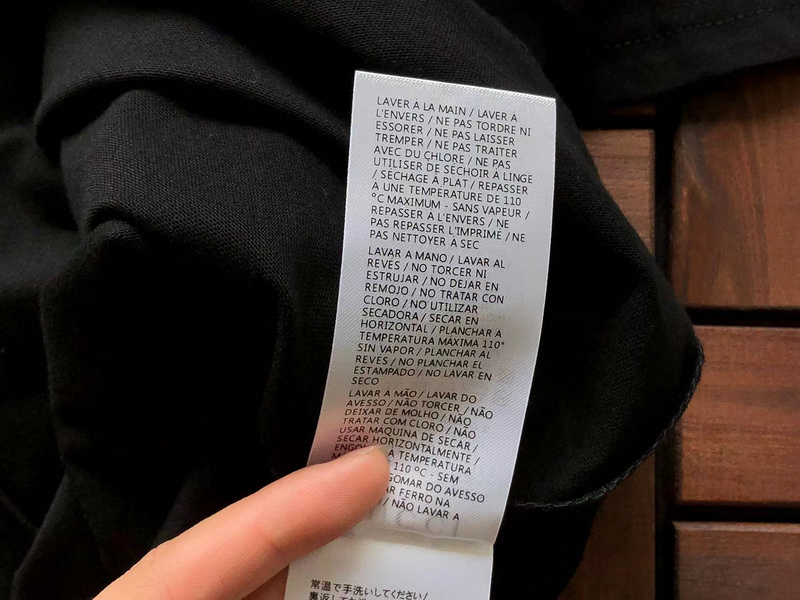 LAVER À LA MAIN / LAVER À
L'ENVERS / NE PAS TORDRE NI
ESSORER / NE PAS LAISSER
TREMPER / NE PAS TRAITER
AVEC DU CHLORE / NE PAS
UTILISER DE SECHOIR À LINGE
/ SÉCHAGE À PLAT / REPASSER
A UNE TEMPERATURE DE 110
°C MAXIMUM - SANS VAPEUR /
REPASSER À L'ENVERS / NE
PAS REPASSER L'IMPRIMÉ / NE
PAS NETTOYER À SEC
LAVAR A MANO / LAVAR AL
REVÉS / NO TORCER NI
ESTRUJAR / NO DEJAR EN
REMOJO / NO TRATAR CON
CLORO / NO UTILIZAR
SECADORA / SECAR EN
HORIZONTAL / PLANCHAR A
TEMPERATURA MÁXIMA 110°
SIN VAPOR / PLANCHAR AL
REVÉS / NO PLANCHAR EL
ESTAMPADO / NO LAVAR EN
SECO
LAVAR À MÃO / LAVAR DO
AVESSO / NÃO TORCER / NÃO
DEIXAR DE MOLHO / NÃO
TRATAR COM CLORO / NÃO
USAR MAQUINA DE SECAR /
SECAR HORIZONTALMENTE /
A TEMPERATURA
110 °C - SEM
GOMAR DO AVESSO
AR FERRO NA
/ NÃO LAVAR A
常温で手洗いしてください/